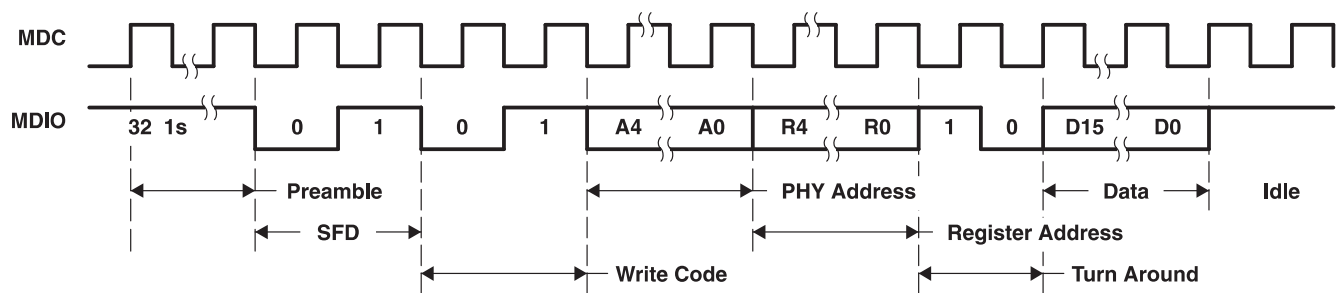 MDC
MDIO
32 1s 0 1 0 1 A4 A0 R4 R0 1 0 D15 D0
Preamble PHY Address Data Idle
SFD Register Address
Write Code Turn Around